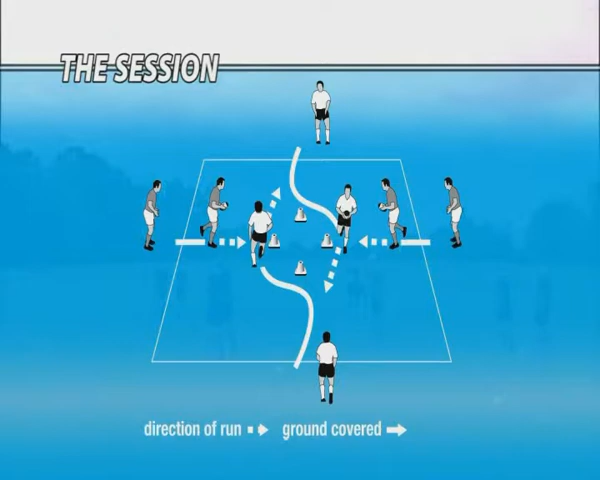 THE SESSION
direction of run
ground covered